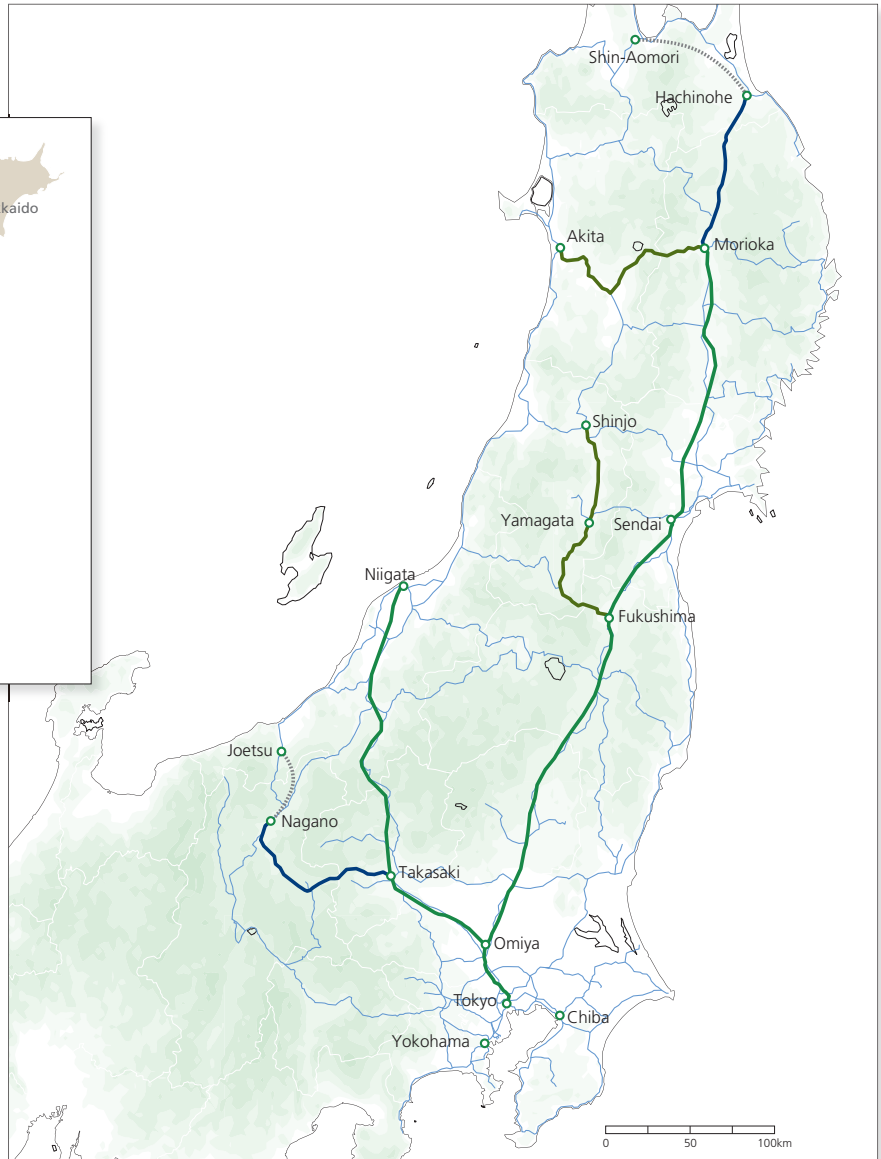 Shin-Aomori
Hachinohe
kaido
Akita
Morioka
Shinjo
Yamagata
Sendai
Niigata
Fukushima
Joetsu
Nagano
Takasaki
Omiya
Tokyo
Chiba
Yokohama
0 50 100km